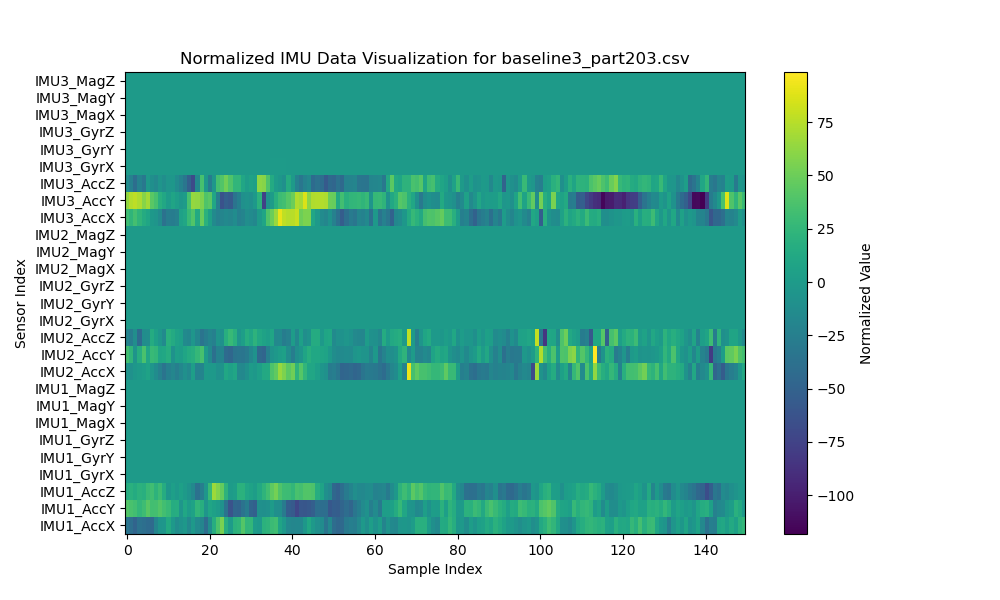 Normalized IMU Data Visualization for baseline3_part203.csv
IMU3_MagZ
IMU3_MagY
IMU3_MagX
IMU3_GyrZ
IMU3_GyrY
IMU3_GyrX
IMU3_AccZ
IMU3_AccY
IMU3_AccX
IMU2_MagZ
IMU2_MagY
IMU2_MagX
IMU2_GyrZ
IMU2_GyrY
IMU2_GyrX
IMU2_AccZ
IMU2_AccY
IMU2_AccX
IMU1_MagZ
IMU1_MagY
IMU1_MagX
IMU1_GyrZ
IMU1_GyrY
IMU1_GyrX
IMU1_AccZ
IMU1_AccY
IMU1_AccX
Sensor Index
0 20 40 60 80 100 120 140
Sample Index
75
50
25
0
−25
−50
−75
−100
Normalized Value